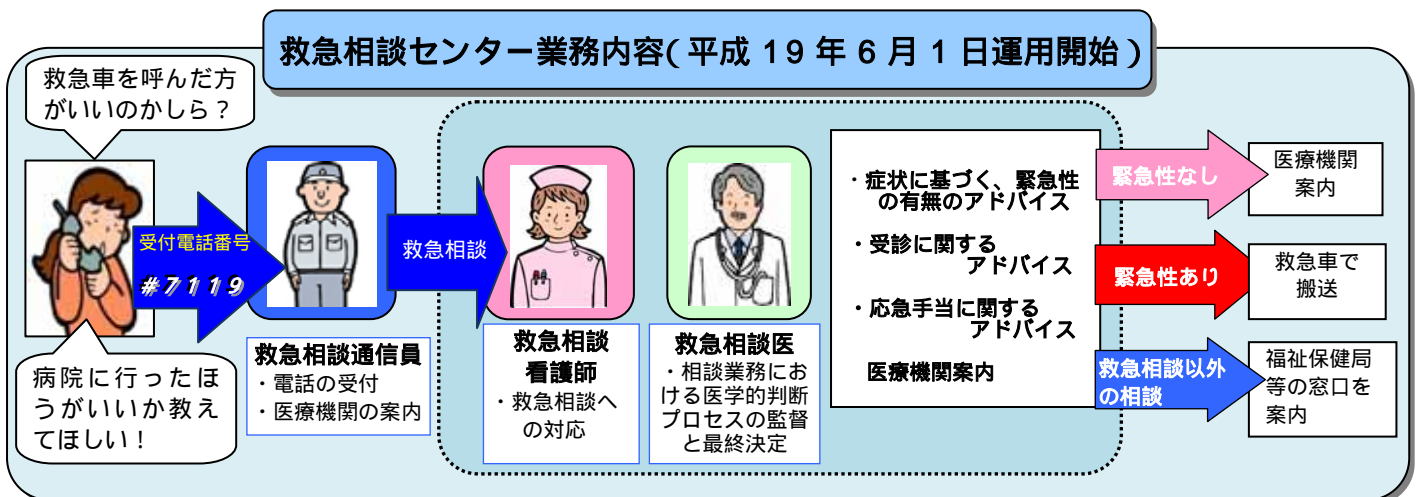 救急相談センター業務内容(平成 19 年 6 月 1 日運用開始)
救急車を呼んだ方
がいいのかしら？
受付電話番号
#7119
病院に行ったほ
うがいいか教え
てほしい！
救急相談通信員
・電話の受付
・医療機関の案内
救急相談
救急相談
看護師
・救急相談へ
の対応
救急相談医
・相談業務にお
ける医学的判断
プロセスの監督
と最終決定
・症状に基づく、緊急性
の有無のアドバイス
・受診に関する
アドバイス
・応急手当に関する
アドバイス
医療機関案内
緊急性なし
医療機関
案内
緊急性あり
救急車で
搬送
救急相談以外
の相談
福祉保健局
等の窓口を
案内